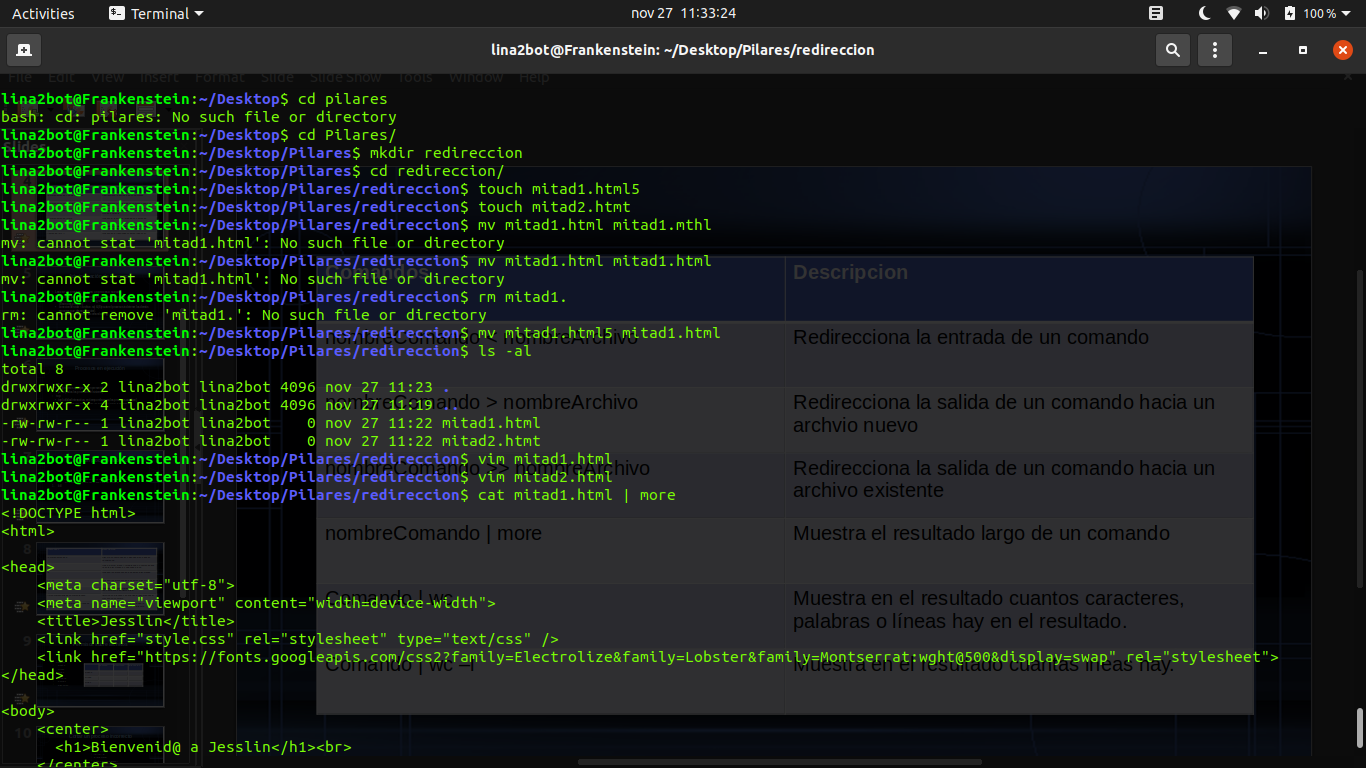 Activities
Terminal
nov 27 11:33:24
100 %
lina2bot@Frankenstein: ~/Desktop/Pilares/redireccion
File Edit View Insert Format Slide Slide Show Tools Window Help
lina2bot@Frankenstein:~/Desktop$ cd pilares
bash: cd: pilares: No such file or directory
lina2bot@Frankenstein:~/Desktop$ cd Pilares/
lina2bot@Frankenstein:~/Desktop/Pilares$ mkdir redireccion
lina2bot@Frankenstein:~/Desktop/Pilares$ cd redireccion/
lina2bot@Frankenstein:~/Desktop/Pilares/redireccion$ touch mitad1.html5
lina2bot@Frankenstein:~/Desktop/Pilares/redireccion$ touch mitad2.htmt
lina2bot@Frankenstein:~/Desktop/Pilares/redireccion$ mv mitad1.html mitad1.mthl
mv: cannot stat 'mitad1.html': No such file or directory
lina2bot@Frankenstein:~/Desktop/Pilares/redireccion$ mv mitad1.html mitad1.html
mv: cannot stat 'mitad1.html': No such file or directory
lina2bot@Frankenstein:~/Desktop/Pilares/redireccion$ rm mitad1.
rm: cannot remove 'mitad1.': No such file or directory
lina2bot@Frankenstein:~/Desktop/Pilares/redireccion$ mv mitad1.html5 mitad1.html
lina2bot@Frankenstein:~/Desktop/Pilares/redireccion$ ls -al
total 8
drwxrwxr-x 2 lina2bot lina2bot 4096 nov 27 11:23 .
drwxrwxr-x 4 lina2bot lina2bot 4096 nov 27 11:19 ..
-rw-rw-r-- 1 lina2bot lina2bot    0 nov 27 11:22 mitad1.html
-rw-rw-r-- 1 lina2bot lina2bot    0 nov 27 11:22 mitad2.htmt
lina2bot@Frankenstein:~/Desktop/Pilares/redireccion$ vim mitad1.html
lina2bot@Frankenstein:~/Desktop/Pilares/redireccion$ vim mitad2.html
lina2bot@Frankenstein:~/Desktop/Pilares/redireccion$ cat mitad1.html | more
<!DOCTYPE html>
<html>
<head>
    <meta charset="utf-8">
    <meta name="viewport" content="width=device-width">
    <title>Jesslin</title>
    <link href="style.css" rel="stylesheet" type="text/css" />
    <link href="https://fonts.googleapis.com/css2?family=Electrolize&family=Lobster&family=Montserrat:wght@500&display=swap" rel="stylesheet">
</head>
<body>
    <center>
      <h1>Bienvenid@ a Jesslin</h1><br>
    </center>
Slides
8
9
10
Comandos
Descripcion
nombreComando < nombreArchivo
Redirecciona la entrada de un comando
nombreComando > nombreArchivo
Redirecciona la salida de un comando hacia un
archvio nuevo
nombreComando >> nombreArchivo
Redirecciona la salida de un comando hacia un
archivo existente
nombreComando | more
Muestra el resultado largo de un comando
Comando | wc
Muestra en el resultado cuantos caracteres,
palabras o líneas hay en el resultado.
Comando | wc –l
Muestra en el resultado cuantas lineas hay.